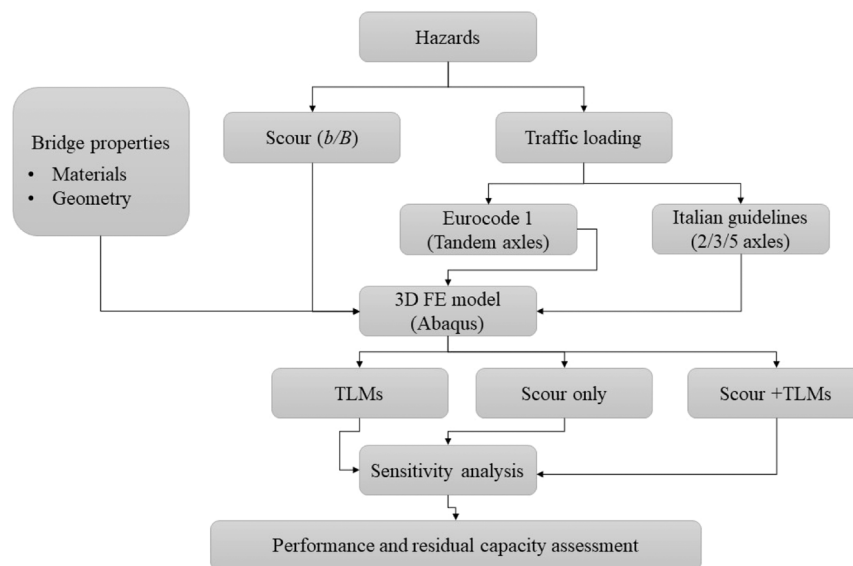 Hazards
Bridge properties
• Materials
• Geometry
Scour (b/B)
Traffic loading
Eurocode 1
(Tandem axles)
Italian guidelines
(2/3/5 axles)
3D FE model
(Abaqus)
TLMs
Scour only
Scour +TLMs
Sensitivity analysis
Performance and residual capacity assessment